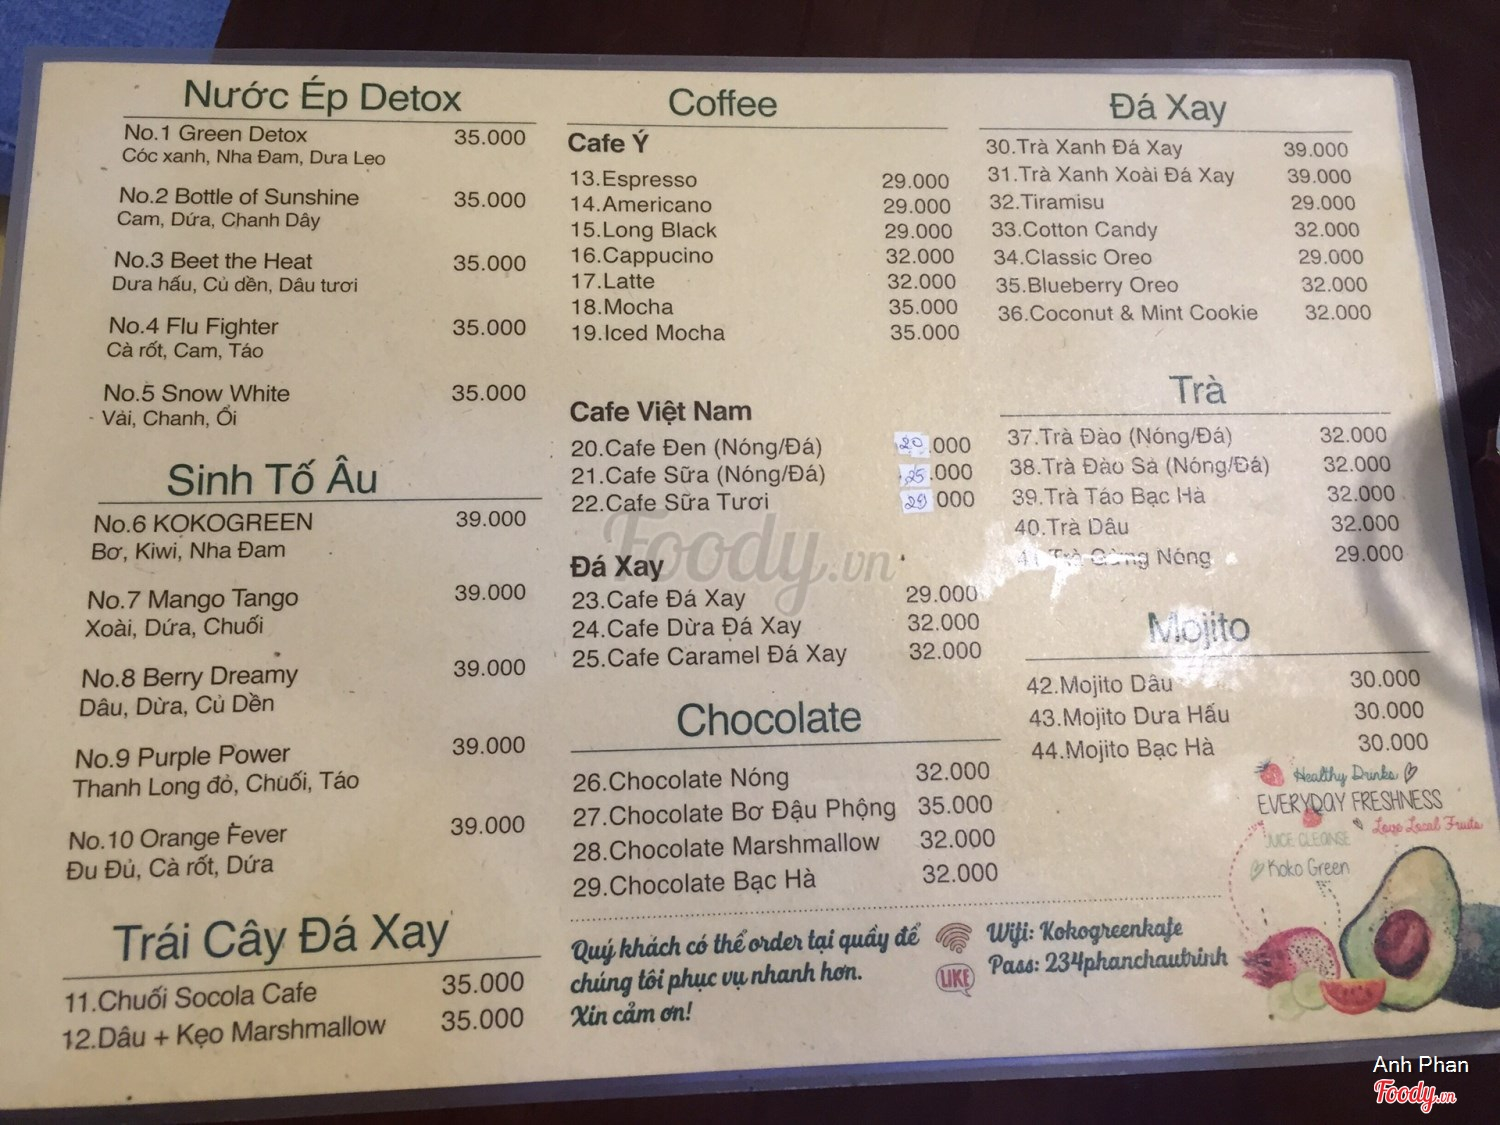 Nước Ép Detox
No.1 Green Detox 35.000
Cóc xanh, Nha Đam, Dưa Leo
No.2 Bottle of Sunshine 35.000
Cam, Dứa, Chanh Dây
No.3 Beet the Heat 35.000
Dưa hấu, Củ dền, Dâu tươi
No.4 Flu Fighter 35.000
Cà rốt, Cam, Táo
No.5 Snow White 35.000
Vải, Chanh, Ổi
Sinh Tố Âu
No.6 KOKOGREEN 39.000
Bơ, Kiwi, Nha Đam
No.7 Mango Tango 39.000
Xoài, Dứa, Chuối
No.8 Berry Dreamy 39.000
Dâu, Dừa, Củ Dền
No.9 Purple Power 39.000
Thanh Long đỏ, Chuối, Táo
No.10 Orange Fever 39.000
Đu Đủ, Cà rốt, Dứa
Trái Cây Đá Xay
11.Chuối Socola Cafe 35.000
12.Dâu + Kẹo Marshmallow 35.000
Coffee
Cafe Ý
13.Espresso 29.000
14.Americano 29.000
15.Long Black 29.000
16.Cappucino 32.000
17.Latte 32.000
18.Mocha 35.000
19.Iced Mocha 35.000
Cafe Việt Nam
20.Cafe Đen (Nóng/Đá) 20.000
21.Cafe Sữa (Nóng/Đá) 25.000
22.Cafe Sữa Tươi 29 000
Đá Xay
23.Cafe Đá Xay 29.000
24.Cafe Dừa Đá Xay 32.000
25.Cafe Caramel Đá Xay 32.000
Chocolate
26.Chocolate Nóng 32.000
27.Chocolate Bơ Đậu Phộng 35.000
28.Chocolate Marshmallow 32.000
29.Chocolate Bạc Hà 32.000
Quý khách có thể order tại quầy để
chúng tôi phục vụ nhanh hơn.
Xin cảm ơn!
LIKE
Wifi: Kokogreenkafe
Pass: 234phanchautrinh
Đá Xay
30.Trà Xanh Đá Xay 39.000
31.Trà Xanh Xoài Đá Xay 39.000
32.Tiramisu 29.000
33.Cotton Candy 32.000
34.Classic Oreo 29.000
35.Blueberry Oreo 32.000
36.Coconut & Mint Cookie 32.000
Trà
37.Trà Đào (Nóng/Đá) 32.000
38.Trà Đào Sả (Nóng/Đá) 32.000
39.Trà Táo Bạc Hà 32.000
40.Trà Dâu 32.000
41.Trà Gừng Nóng 29.000
Mojito
42.Mojito Dâu 30.000
43.Mojito Dưa Hấu 30.000
44.Mojito Bạc Hà 30.000
Healthy Drinks
EVERYDAY FRESHNESS
Love Local Fruits
JUICE CLEANSE
Koko Green
Foody.vn
Anh Phan
Foody.vn